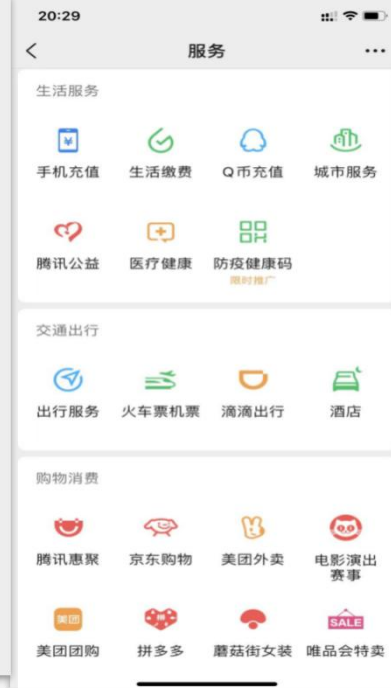 20:29
服务
生活服务
手机充值 生活缴费 Q币充值 城市服务
腾讯公益 医疗健康 防疫健康码
限时推广
交通出行
出行服务 火车票机票 滴滴出行 酒店
购物消费
腾讯惠聚 京东购物 美团外卖 电影演出
赛事
美团
SALE
美团团购 拼多多 蘑菇街女装 唯品会特卖